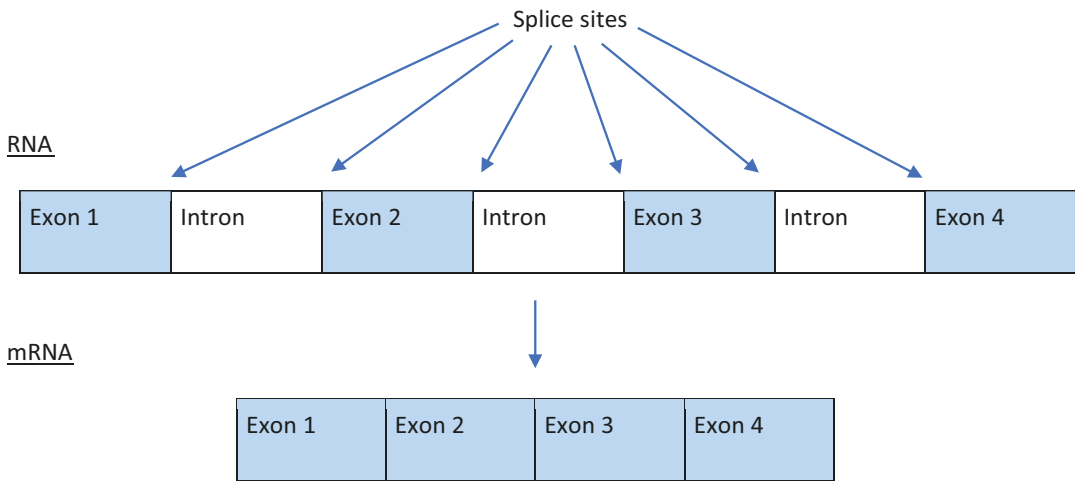 Splice sites
RNA
Exon 1 Intron Exon 2 Intron Exon 3 Intron Exon 4
mRNA
Exon 1 Exon 2 Exon 3 Exon 4